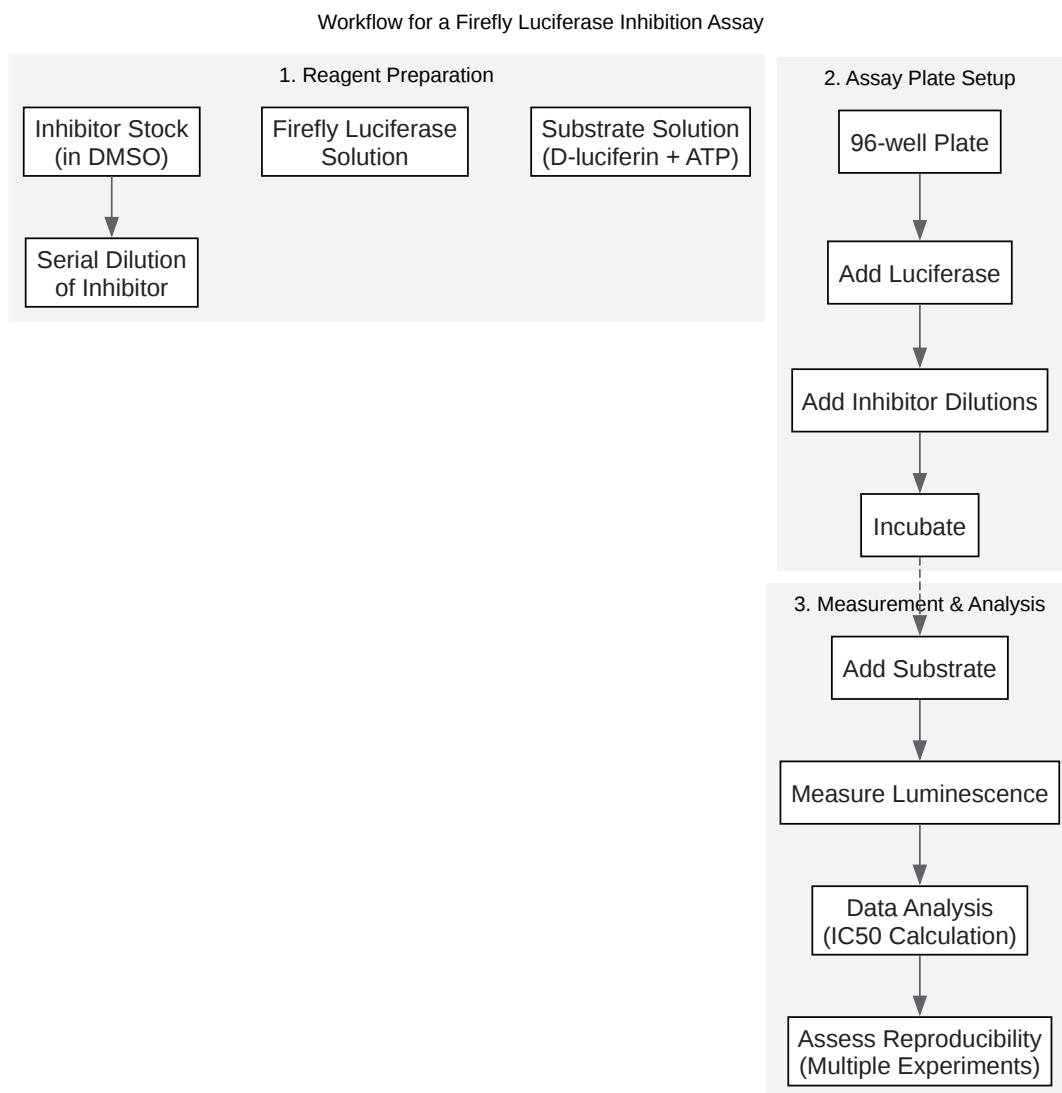 Workflow for a Firefly Luciferase Inhibition Assay
1. Reagent Preparation
Inhibitor Stock
(in DMSO)
Firefly Luciferase
Solution
Substrate Solution
(D-luciferin + ATP)
Serial Dilution
of Inhibitor
2. Assay Plate Setup
96-well Plate
Add Luciferase
Add Inhibitor Dilutions
Incubate
3. Measurement & Analysis
Add Substrate
Measure Luminescence
Data Analysis
(IC50 Calculation)
Assess Reproducibility
(Multiple Experiments)